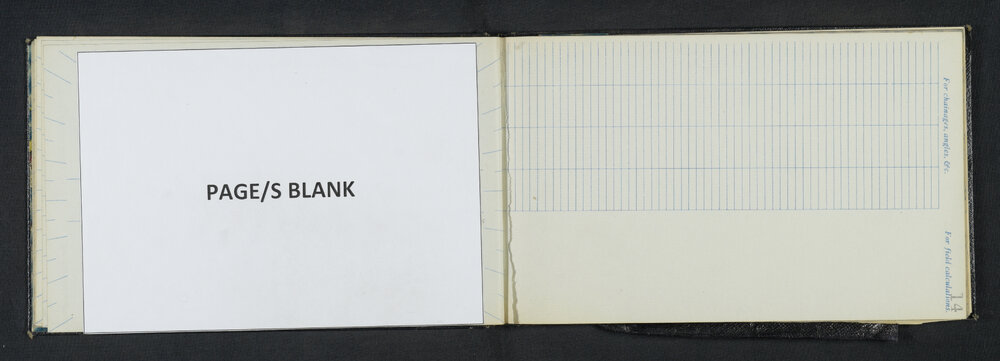 PAGE/S BLANK
For chainages, angles, &c.
For field calculations.
14